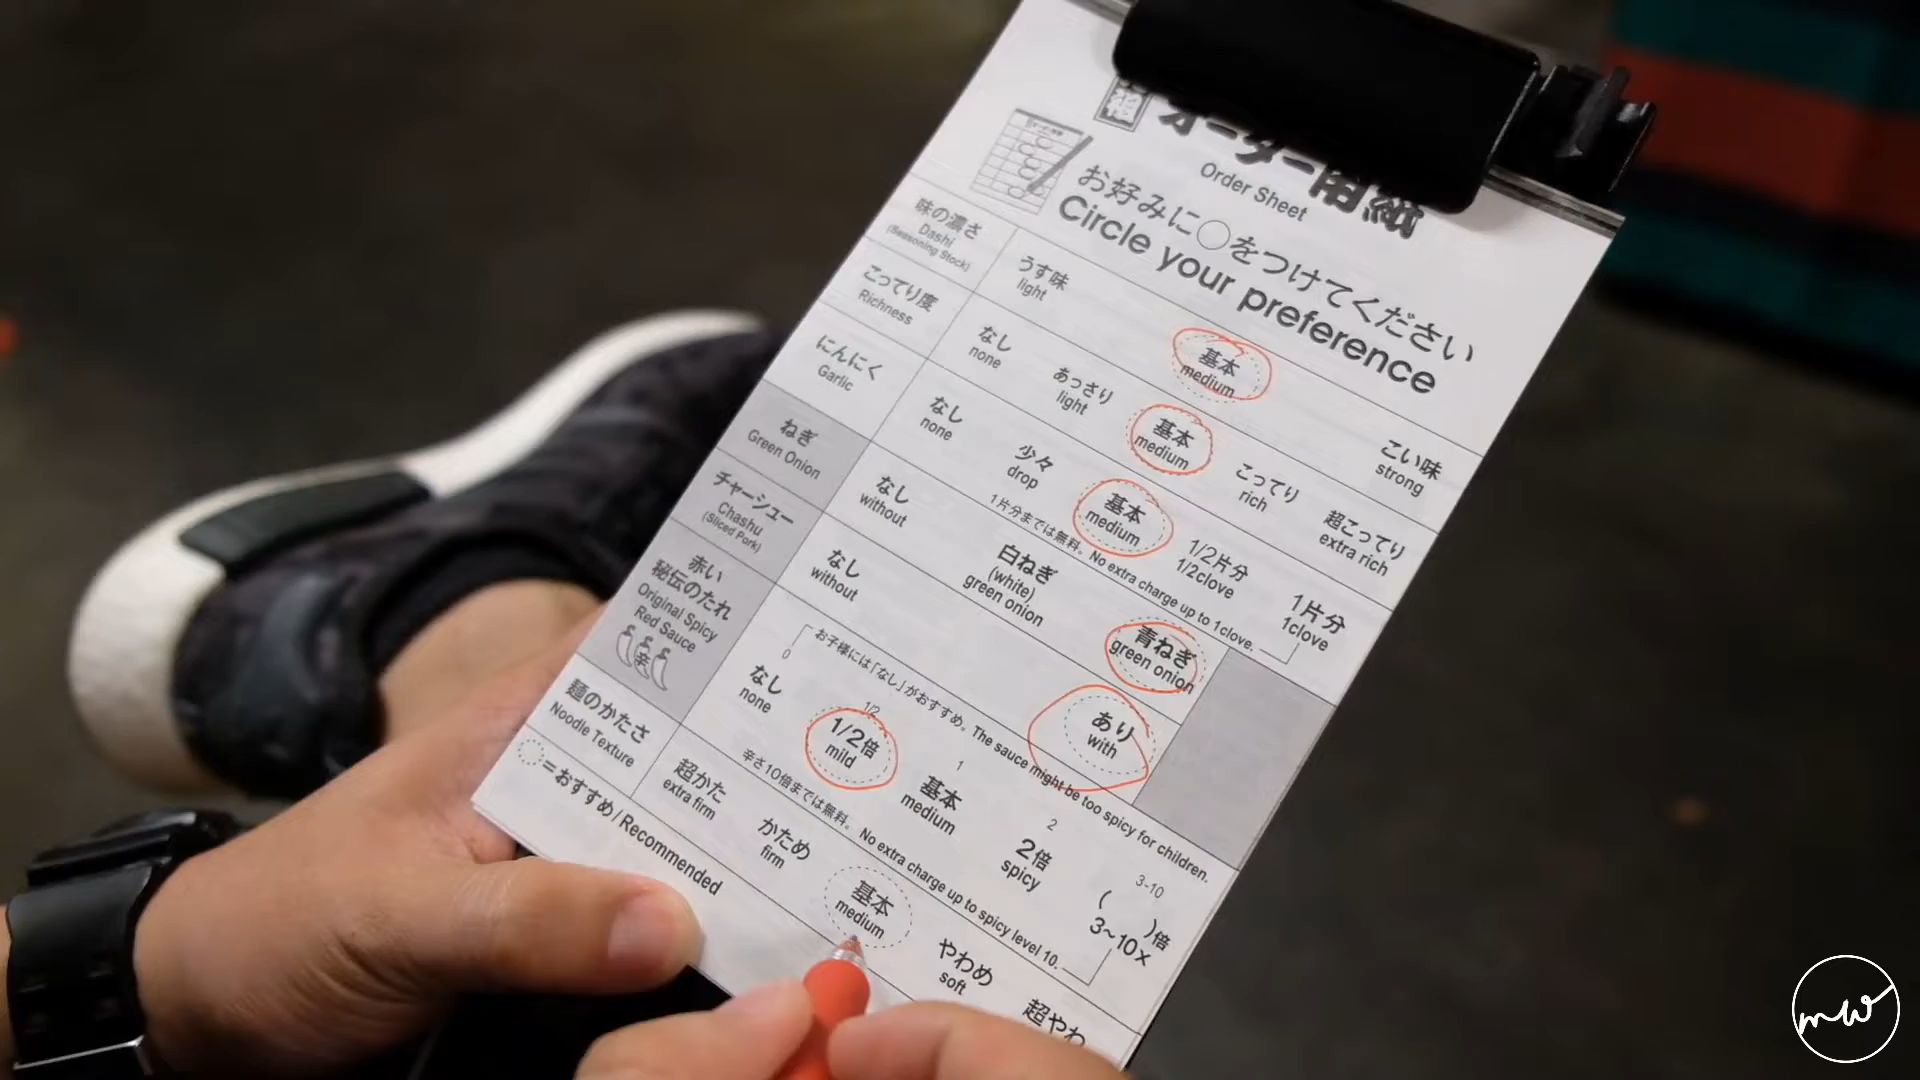 オーダー用紙
Order Sheet
お好みに○をつけてください
Circle your preference
味の濃さ
Dashi
(Seasoning Stock)
うす味
light
基本
medium
こい味
strong
こってり度
Richness
なし
none
あっさり
light
基本
medium
こってり
rich
超こってり
extra rich
にんにく
Garlic
なし
none
少々
drop
基本
medium
1/2片分
1/2clove
1片分
1clove
1片分までは無料。No extra charge up to 1clove.
ねぎ
Green Onion
なし
without
白ねぎ
(white)
green onion
青ねぎ
green onion
チャーシュー
Chashu
(Sliced Pork)
なし
without
あり
with
赤い
秘伝のたれ
Original Spicy
Red Sauce
辛
お子様には「なし」がおすすめ。The sauce might be too spicy for children.
0
なし
none
1/2
1/2倍
mild
1
基本
medium
2
2倍
spicy
3-10
( )倍
3~10x
辛さ10倍までは無料。No extra charge up to spicy level 10.
麺のかたさ
Noodle Texture
超かた
extra firm
かため
firm
基本
medium
やわめ
soft
超やわ
=おすすめ/Recommended
mw